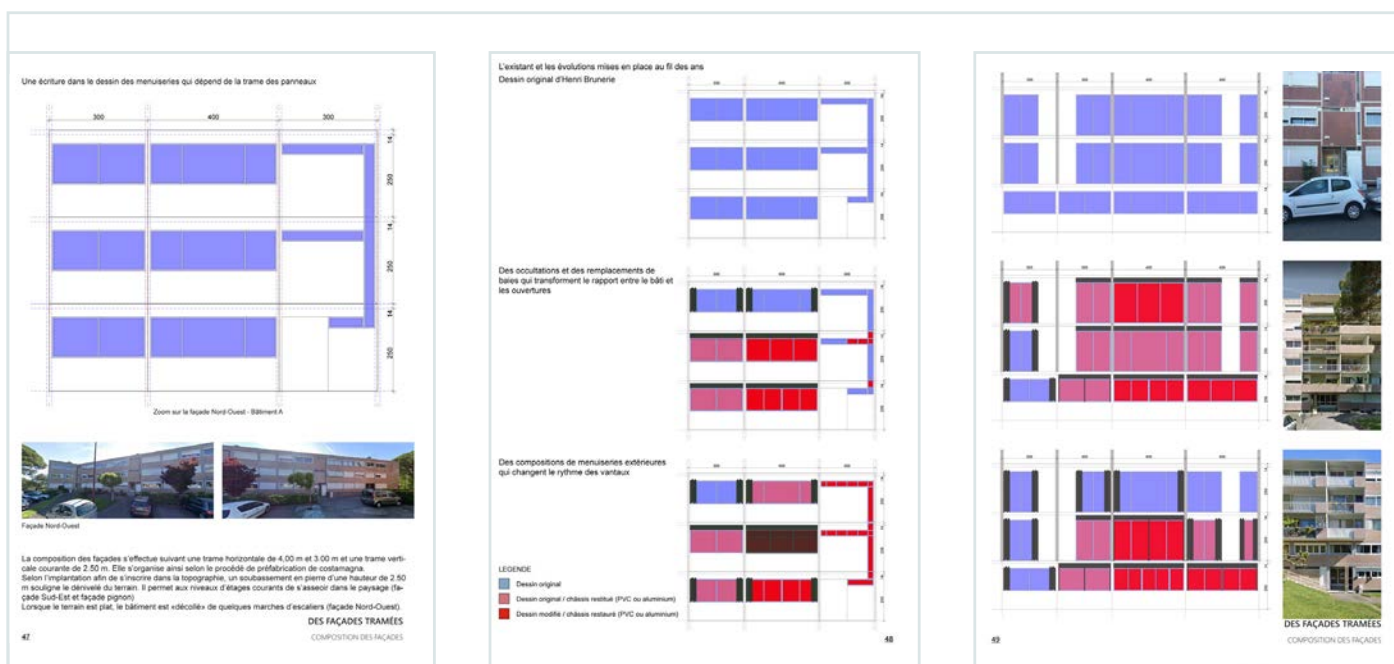 Une écriture dans le dessin des menuiseries qui dépend de la trame des panneaux
300 400 300
14
250
14
250
14
250
Zoom sur la façade Nord-Ouest - Bâtiment A
Façade Nord-Ouest
La composition des façades s'effectue suivant une trame horizontale de 4,00 m et 3.00 m et une trame verti-
cale courante de 2.50 m. Elle s'organise ainsi selon le procédé de préfabrication de costamagna.
Selon l'implantation afin de s'inscrire dans la topographie, un soubassement en pierre d'une hauteur de 2.50
m souligne le dénivelé du terrain. Il permet aux niveaux d'étages courants de s'asseoir dans le paysage (fa-
çade Sud-Est et façade pignon)
Lorsque le terrain est plat, le bâtiment est «décollé» de quelques marches d'escaliers (façade Nord-Ouest).
DES FAÇADES TRAMÉES
47 COMPOSITION DES FAÇADES
L'existant et les évolutions mises en place au fil des ans
Dessin original d'Henri Brunerie
Des occultations et des remplacements de
baies qui transforment le rapport entre le bâti et
les ouvertures
Des compositions de menuiseries extérieures
qui changent le rythme des vantaux
LEGENDE
Dessin original
Dessin original / châssis restitué (PVC ou aluminium)
Dessin modifié / châssis restauré (PVC ou aluminium)
48
DES FAÇADES TRAMÉES
49 COMPOSITION DES FAÇADES